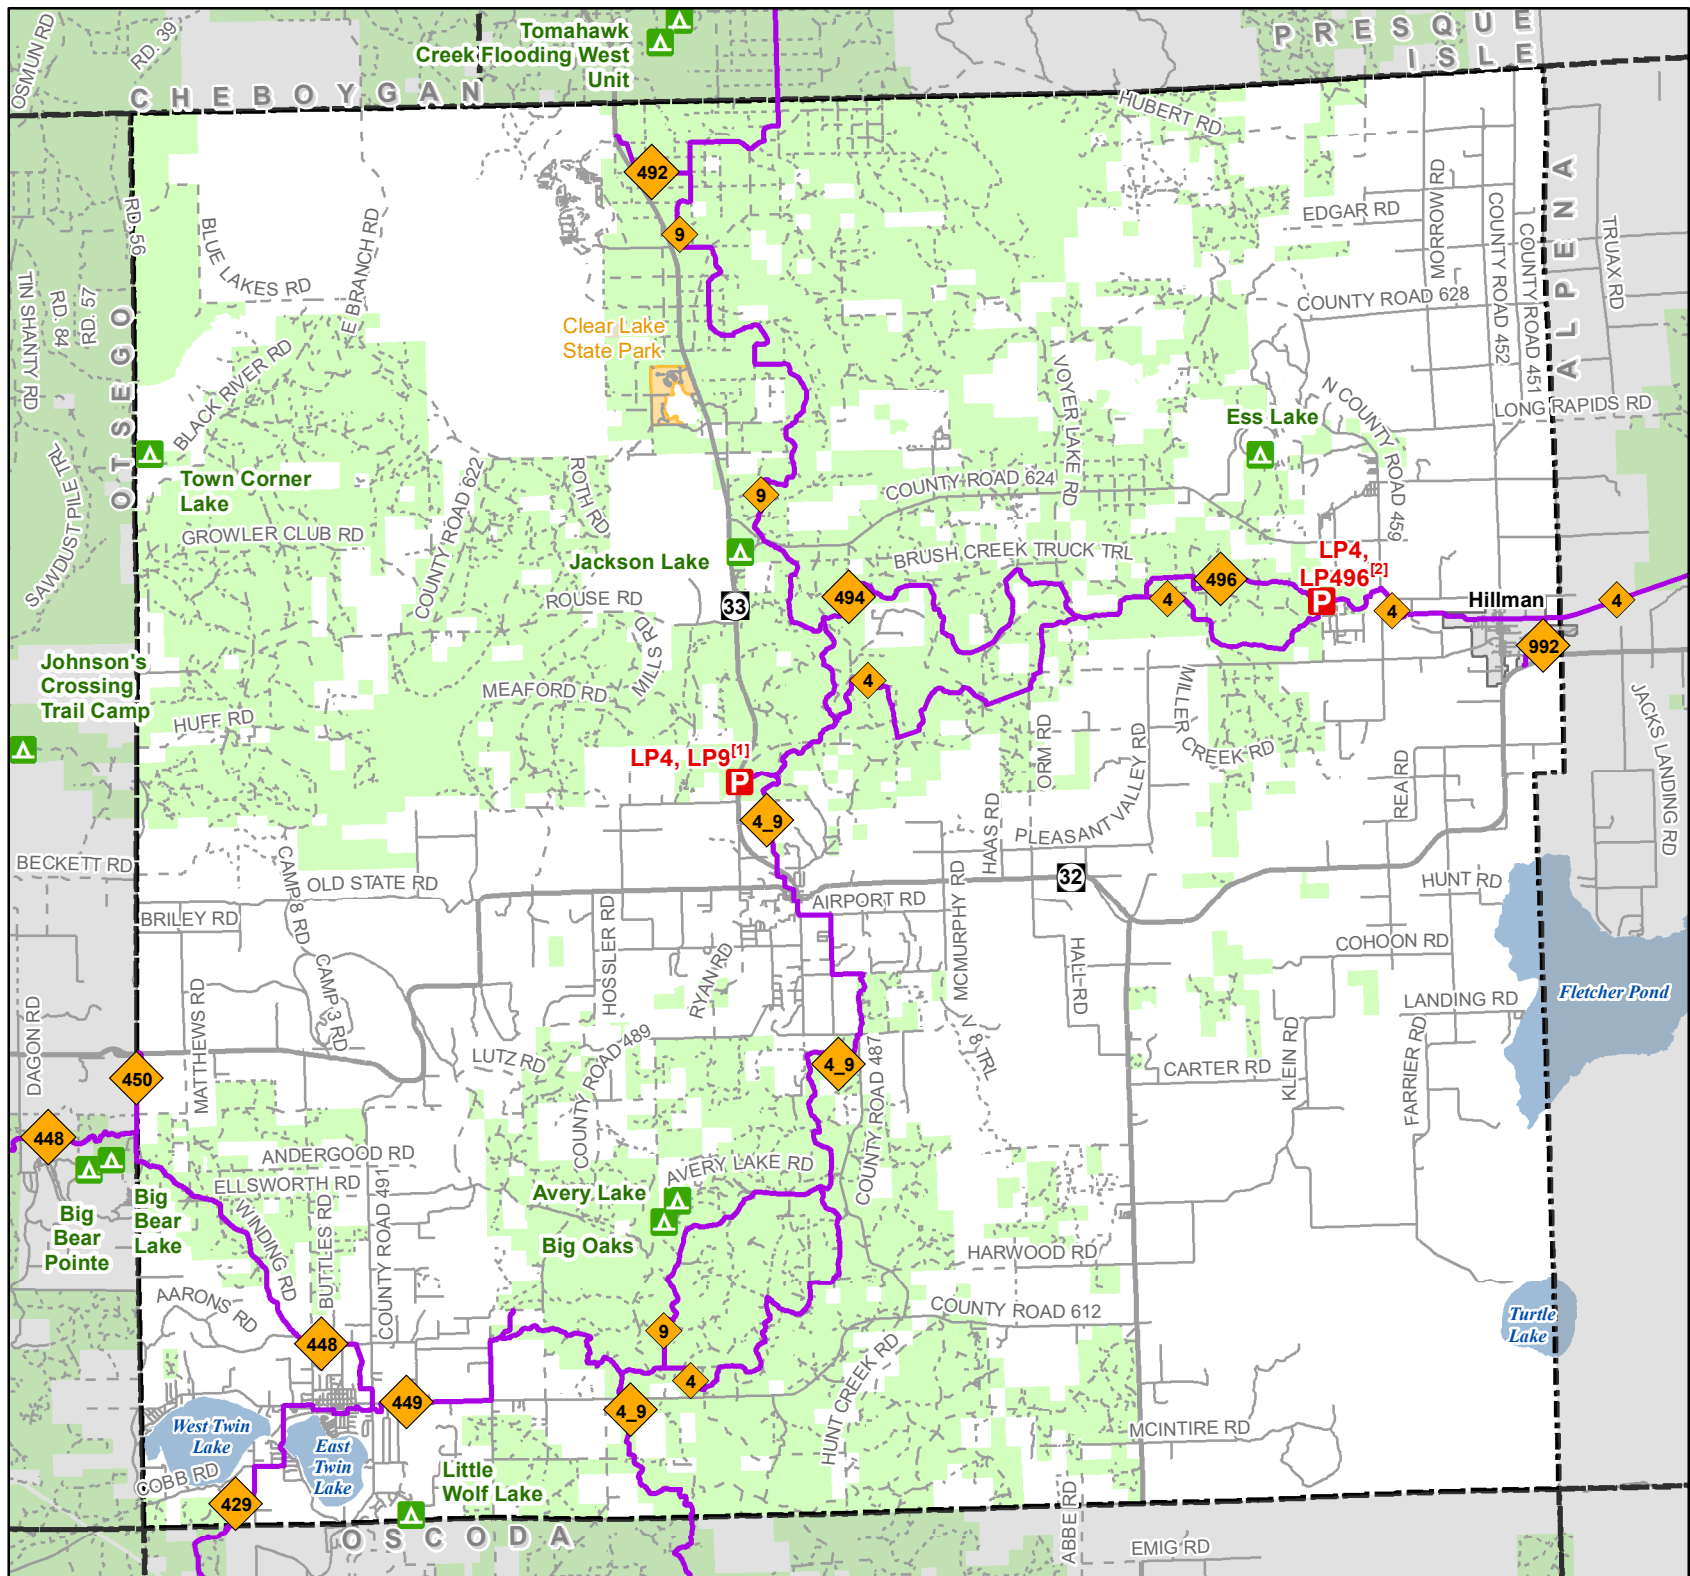 OSMUN RD
RD. 39
Tomahawk
Creek Flooding West
Unit
PRESQUE
ISLE
CHEBOYGAN
HUBERT RD
492
9
RD. 56
BLUE LAKES RD
E BRANCH RD
EDGAR RD
MORROW RD
COUNTY ROAD 452
COUNTY ROAD 451
ALPENA
TRUAX RD
TIN SHANTY RD
RD. 84
RD. 57
OTSEGO
COUNTY ROAD 628
Clear Lake
State Park
BLACK RIVER RD
VOYER LAKE RD
N COUNTY ROAD 459
LONG RAPIDS RD
Ess Lake
Town Corner
Lake
SAWDUST PILE TRL
COUNTY ROAD 622
ROTH RD
9
COUNTY ROAD 624
GROWLER CLUB RD
Jackson Lake
BRUSH CREEK TRUCK TRL
LP4,
LP496[2]
P
ROUSE RD
33
494
4
496
4
Hillman
4
992
MILLS RD
Johnson's
Crossing
Trail Camp
MEAFORD RD
4
HUFF RD
MILLER CREEK RD
JACKS LANDING RD
LP4, LP9[1]
P
ORM RD
PLEASANT VALLEY RD
REA RD
4_9
HAAS RD
BECKETT RD
CAMP 8 RD
OLD STATE RD
32
HUNT RD
BRILEY RD
HOSSLER RD
AIRPORT RD
MCMURPHY RD
COHOON RD
HALL RD
CAMP 3 RD
RYAN RD
Fletcher Pond
MATTHEWS RD
LANDING RD
DAGON RD
LUTZ RD
COUNTY ROAD 489
V 8 TRL
KLEIN RD
FARRIER RD
450
4_9
COUNTY ROAD 487
CARTER RD
448
ANDERGOOD RD
AVERY LAKE RD
ELLSWORTH RD
Big
Bear
Pointe
Big
Bear
Lake
WINDING RD
BUTTLES RD
COUNTY ROAD 491
Avery Lake
Big Oaks
HARWOOD RD
AARONS RD
COUNTY ROAD 612
Turtle
Lake
448
9
HUNT CREEK RD
449
4
4_9
West Twin
Lake
East
Twin
Lake
MCINTIRE RD
COBB RD
429
Little
Wolf Lake
ABBE RD
OSCODA
EMIG RD